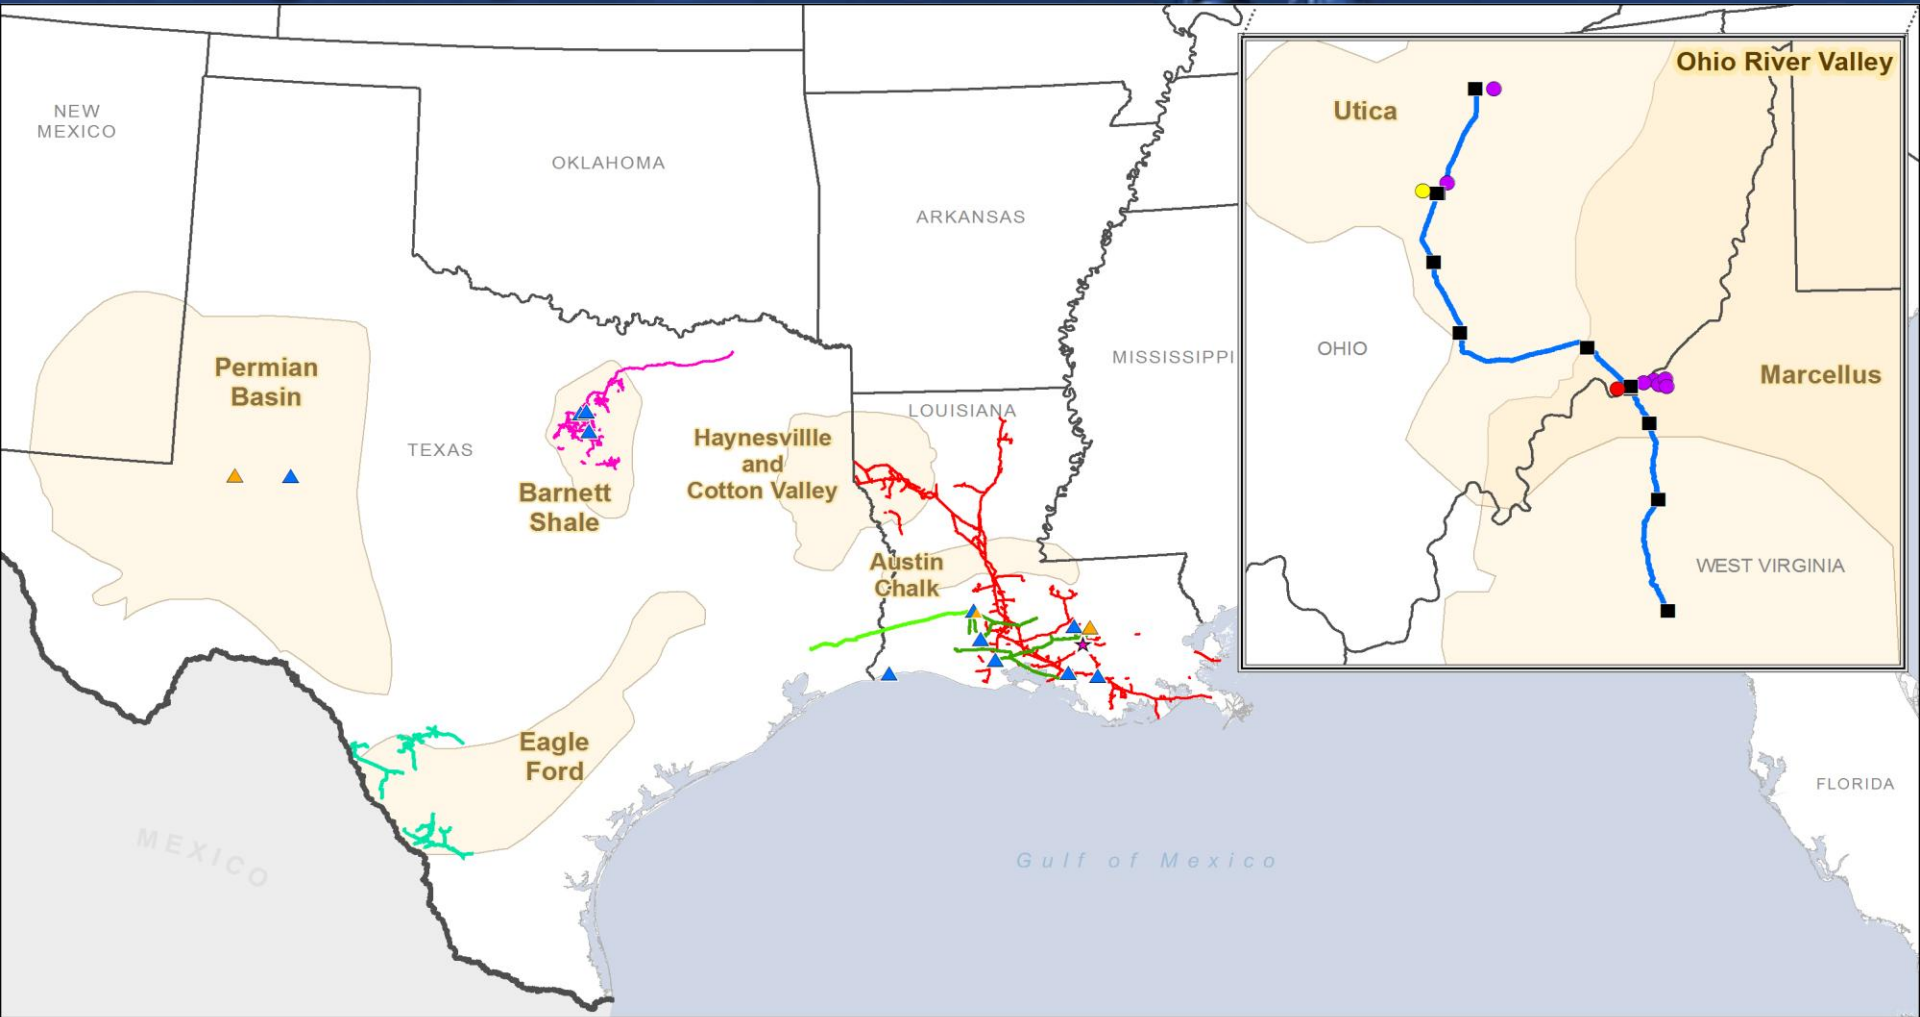 NEW
MEXICO
OKLAHOMA
ARKANSAS
Permian
Basin
TEXAS
Barnett
Shale
Haynesvillle
and
Cotton Valley
LOUISIANA
MISSISSIPPI
Austin
Chalk
Eagle
Ford
MEXICO
Gulf of Mexico
FLORIDA
Ohio River Valley
Utica
OHIO
Marcellus
WEST VIRGINIA